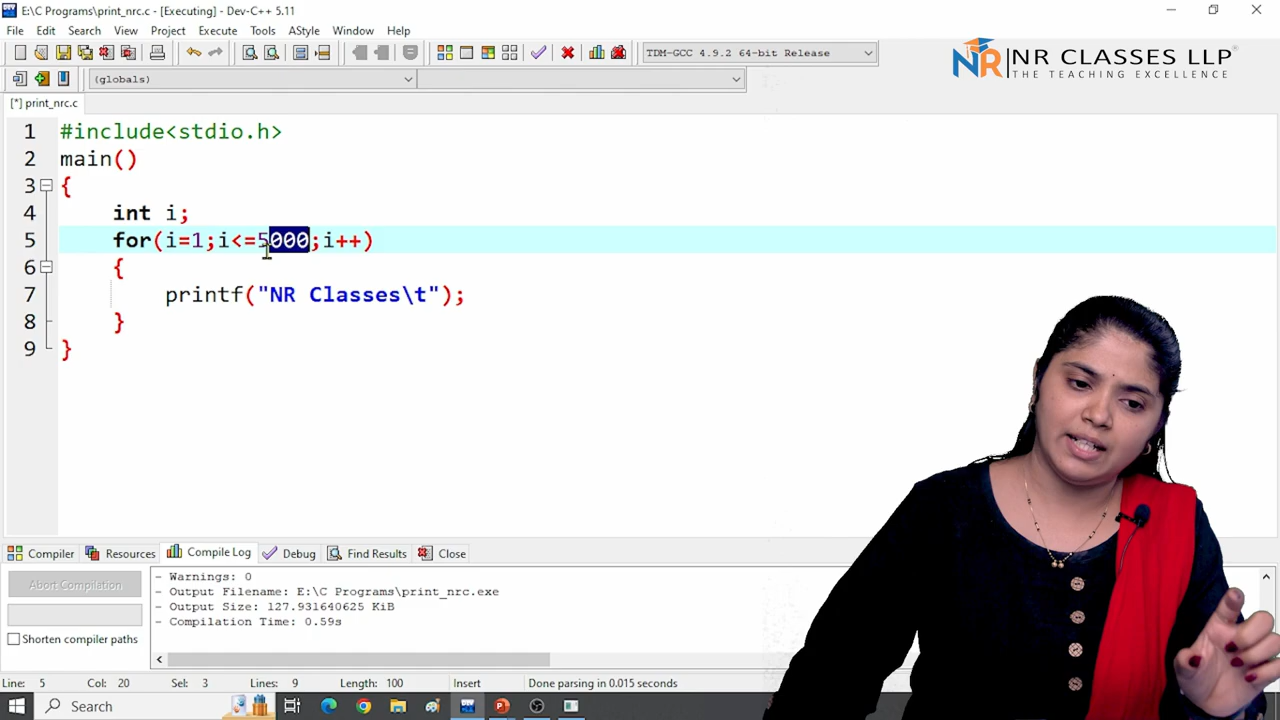 E:\C Programs\print_nrc.c - [Executing] - Dev-C++ 5.11
File Edit Search View Project Execute Tools AStyle Window Help
TDM-GCC 4.9.2 64-bit Release
(globals)
NR NR CLASSES LLP
THE TEACHING EXCELLENCE
[*] print_nrc.c
1 #include<stdio.h>
2 main()
3 {
4 int i;
5 for(i=1;i<=5000;i++)
6 {
7 printf("NR Classes\t");
8 }
9 }
Compiler Resources Compile Log Debug Find Results Close
Abort Compilation
Shorten compiler paths
- Warnings: 0
- Output Filename: E:\C Programs\print_nrc.exe
- Output Size: 127.931640625 KiB
- Compilation Time: 0.59s
Line: 5 Col: 20 Sel: 3 Lines: 9 Length: 100 Insert Done parsing in 0.015 seconds
Search